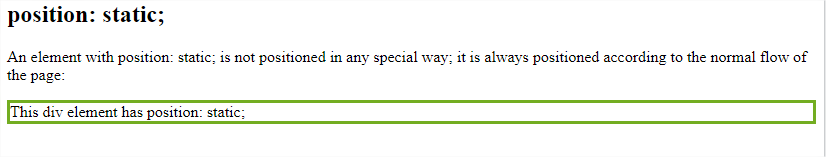 position: static;
An element with position: static; is not positioned in any special way; it is always positioned according to the normal flow of
the page:
This div element has position: static;